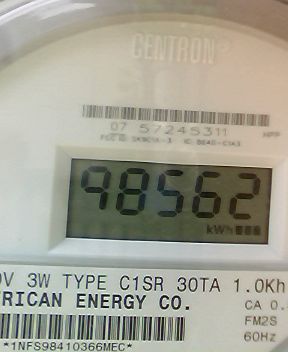 CENTRON
07 57245311
98562
kWh
V 3W TYPE C1SR 30TA 1.0Kh
RICAN ENERGY CO.
CA 0.
FM2S
60Hz
*1NFS98410366MEC*